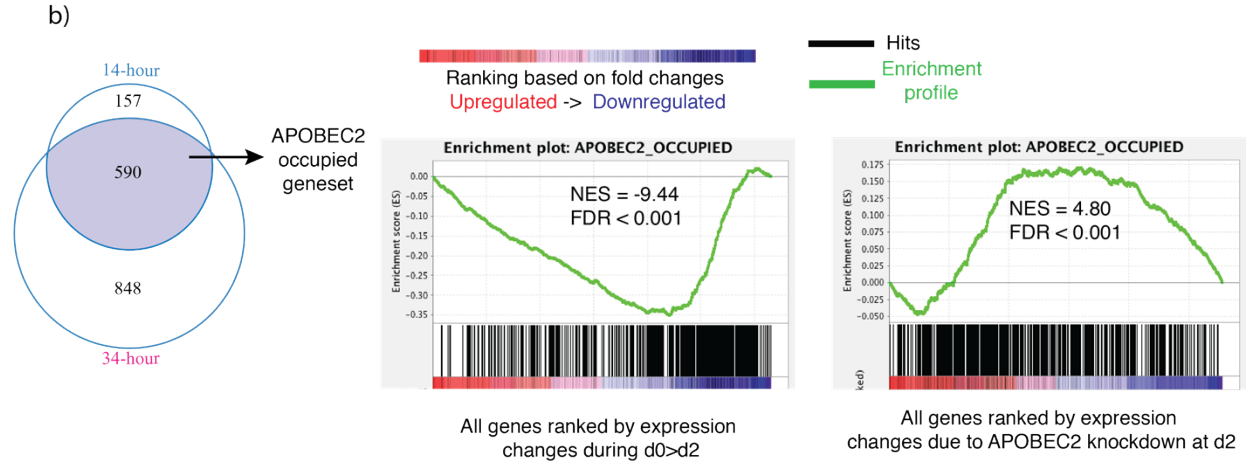 b)
14-hour
157
590
848
34-hour
APOBEC2
occupied
geneset
Ranking based on fold changes
Upregulated -> Downregulated
Hits
Enrichment
profile
Enrichment plot: APOBEC2_OCCUPIED
Enrichment score (ES)
0.00
-0.05
-0.10
-0.15
-0.20
-0.25
-0.30
-0.35
NES = -9.44
FDR < 0.001
All genes ranked by expression
changes during d0>d2
Enrichment plot: APOBEC2_OCCUPIED
Enrichment score (ES)
0.175
0.150
0.125
0.100
0.075
0.050
0.025
0.000
-0.025
-0.050
NES = 4.80
FDR < 0.001
ked)
All genes ranked by expression
changes due to APOBEC2 knockdown at d2